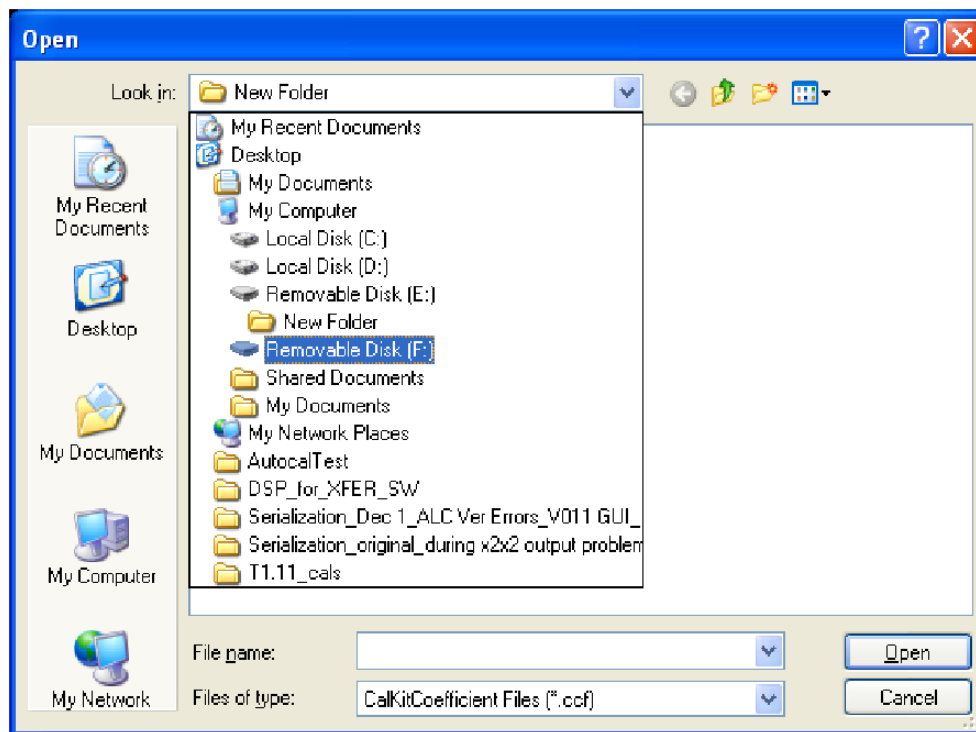 Open
Look in:
New Folder
My Recent Documents
Desktop
My Documents
My Computer
Local Disk (C:)
Local Disk (D:)
Removable Disk (E:)
New Folder
Removable Disk (F:)
Shared Documents
My Documents
My Network Places
AutocalTest
DSP_for_XFER_SW
Serialization_Dec 1_ALC Ver Errors_V011 GUI_
Serialization_original_during x2x2 output problem
T1.11_cals
My Recent
Documents
Desktop
My Documents
My Computer
My Network
File name:
Open
Files of type:
CalKitCoefficient Files (*.ccf)
Cancel